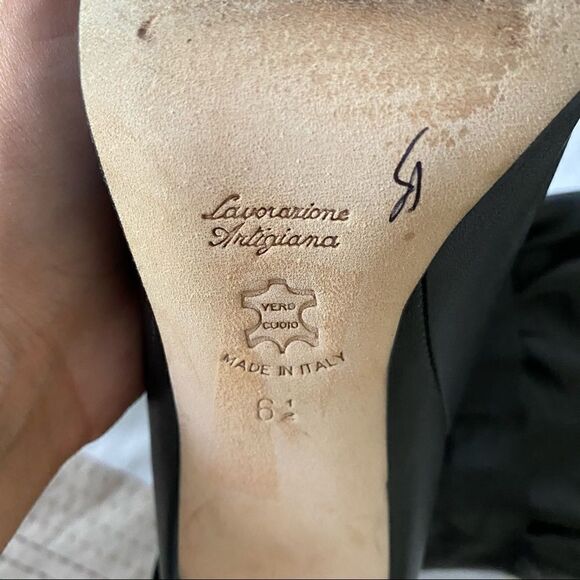 Lavorazione
Artigiana
VERO
CUOIO
MADE IN ITALY
6½